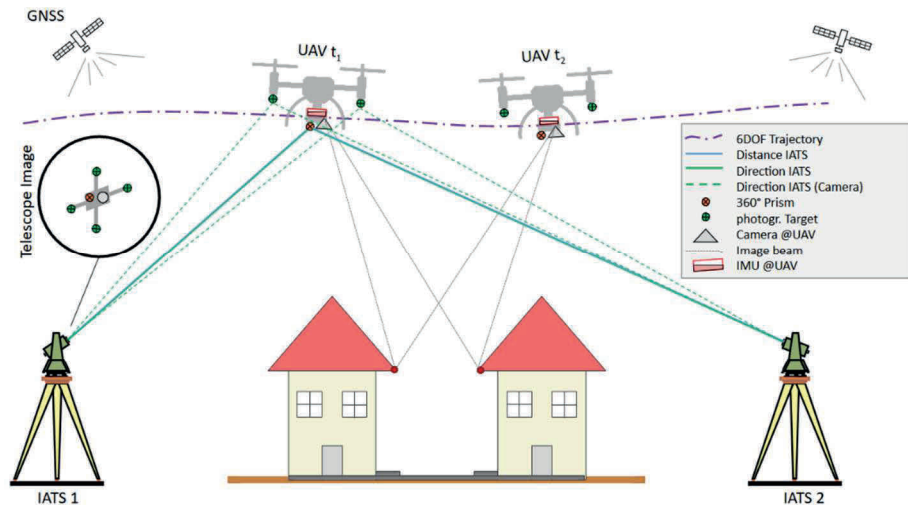 GNSS
UAV t₁
UAV t₂
Telescope Image
6DOF Trajectory
Distance IATS
Direction IATS
Direction IATS (Camera)
360° Prism
photogr. Target
Camera @UAV
Image beam
IMU @UAV
IATS 1
IATS 2